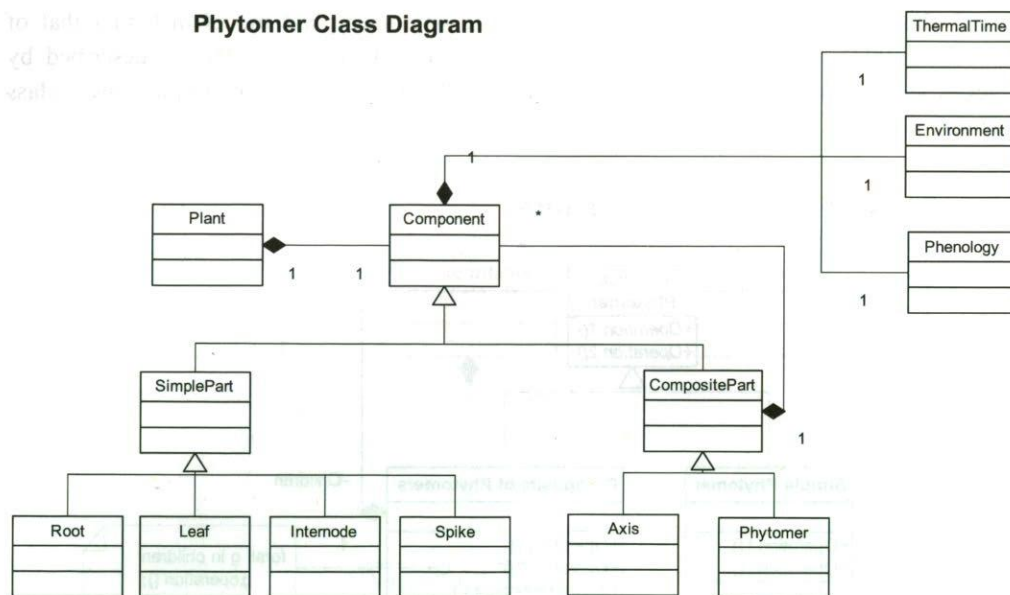 Phytomer Class Diagram
ThermalTime
1
Environment
1
1
Plant
Component
*
1
1
Phenology
1
SimplePart
CompositePart
1
Root
Leaf
Internode
Spike
Axis
Phytomer